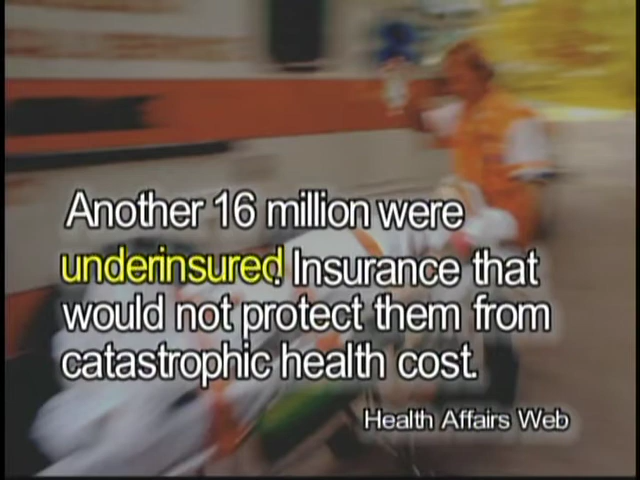 Another 16 million were
underinsured. Insurance that
would not protect them from
catastrophic health cost.
Health Affairs Web